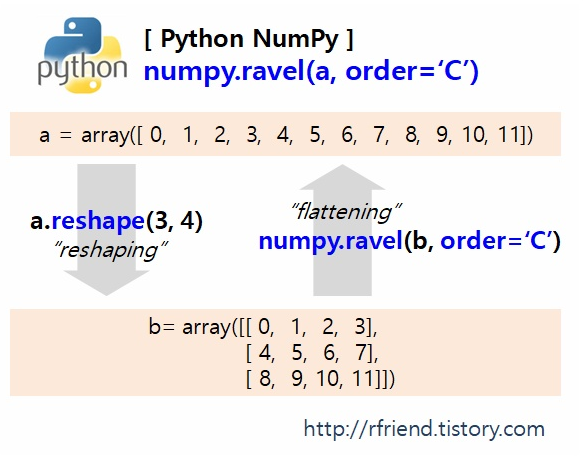 python
[ Python NumPy ]
numpy.ravel(a, order=‘C’)
a = array([ 0, 1, 2, 3, 4, 5, 6, 7, 8, 9, 10, 11])
a.reshape(3, 4)
“reshaping”
“flattening”
numpy.ravel(b, order=‘C’)
b= array([[ 0, 1, 2, 3],
[ 4, 5, 6, 7],
[ 8, 9, 10, 11]])
http://rfriend.tistory.com